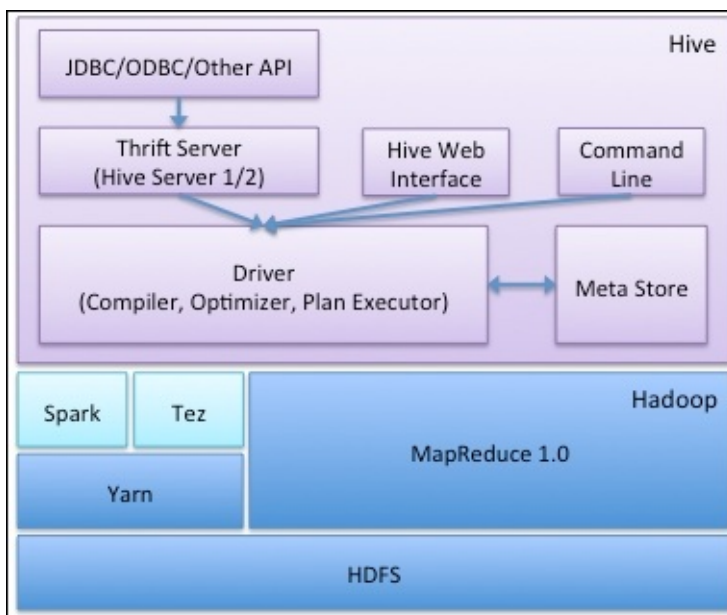 Hive
JDBC/ODBC/Other API
Thrift Server
(Hive Server 1/2)
Hive Web
Interface
Command
Line
Driver
(Compiler, Optimizer, Plan Executor)
Meta Store
Spark
Tez
Hadoop
MapReduce 1.0
Yarn
HDFS